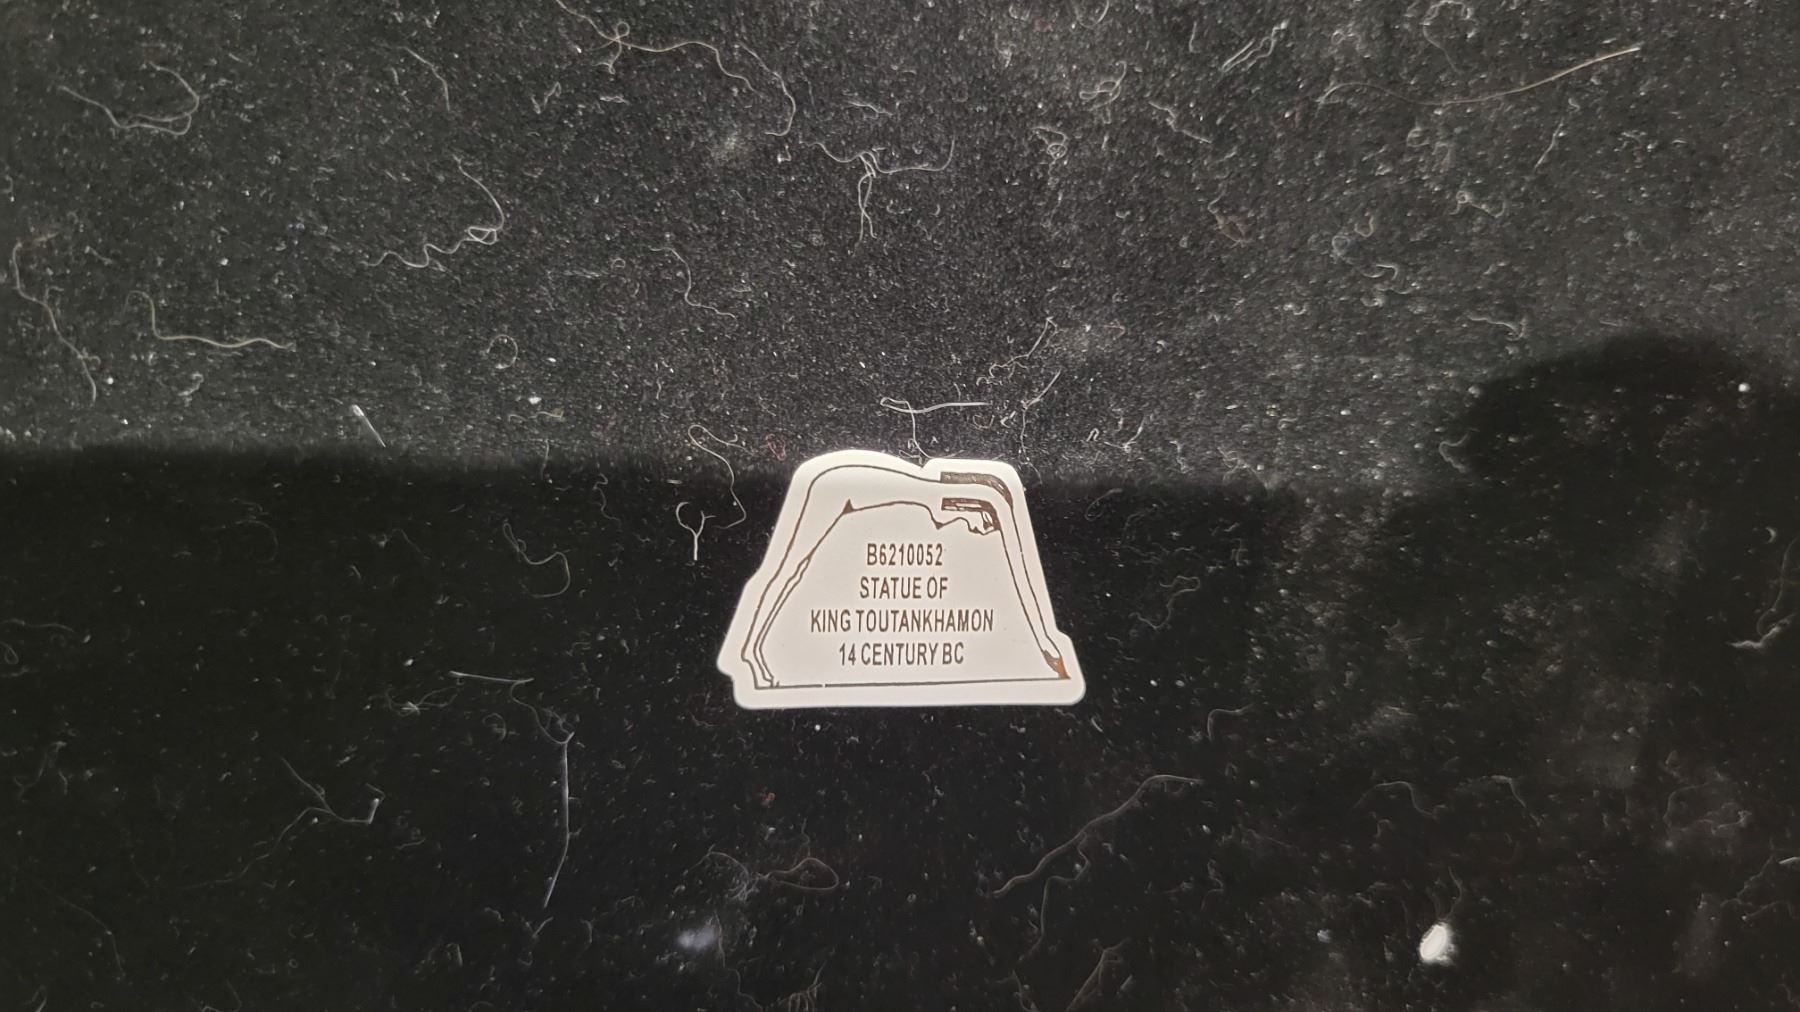 B6210052
STATUE OF
KING TOUTANKHAMON
14 CENTURY BC